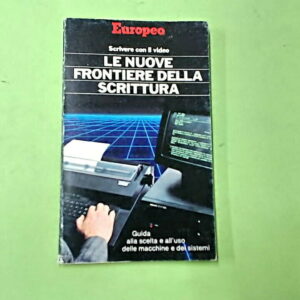 Europeo
Scrivere con il video
LE NUOVE
FRONTIERE DELLA
SCRITTURA
Guida
alla scelta e all'uso
delle macchine e dei sistemi